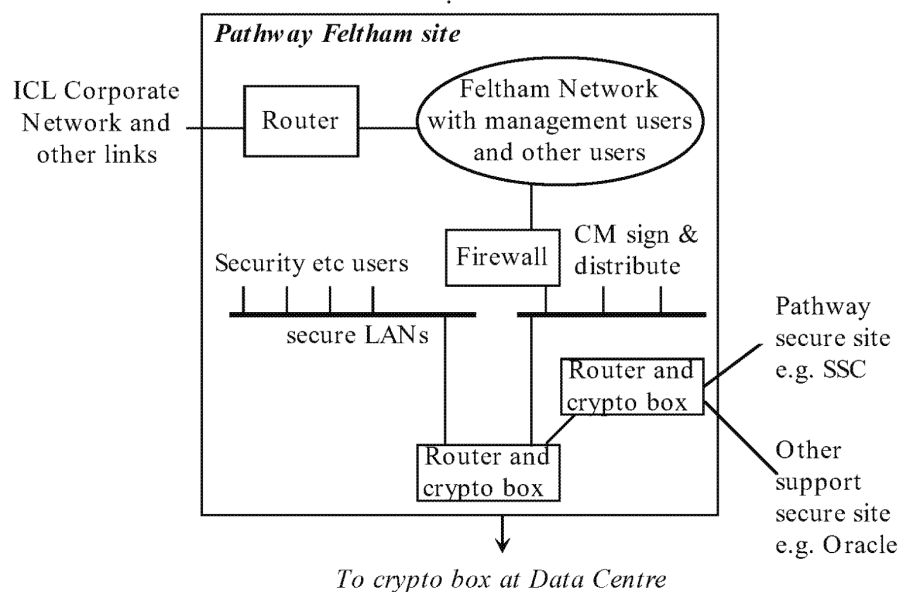 Pathway Feltham site
ICL Corporate
Network and
other links
Router
Feltham Network
with management users
and other users
Firewall
CM sign &
distribute
Security etc users
secure LANs
Pathway
secure site
e.g. SSC
Router and
crypto box
Router and
crypto box
Other
support
secure site
e.g. Oracle
To crypto box at Data Centre